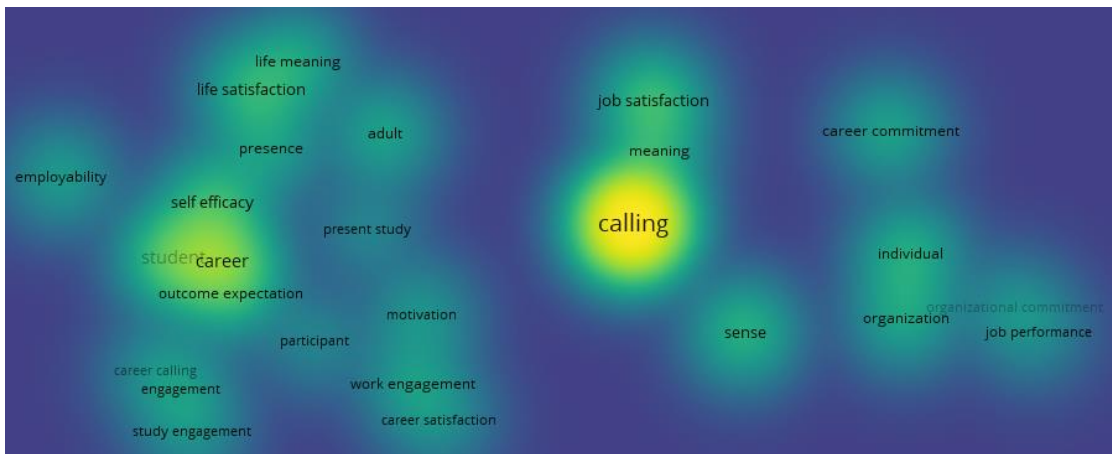 life meaning
life satisfaction
job satisfaction
adult
career commitment
presence
meaning
employability
self efficacy
calling
present study
student
career
individual
outcome expectation
organizational commitment
motivation
organization
sense
job performance
participant
career calling
engagement
work engagement
career satisfaction
study engagement